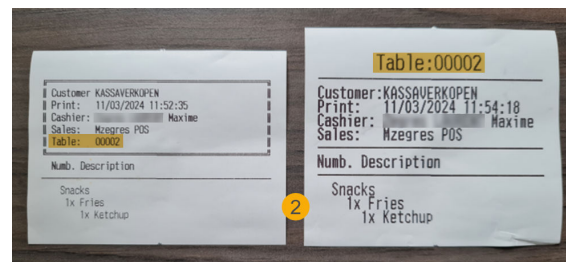 Customer KASSAVERKOPEN
Print: 11/03/2024 11:52:35
Cashier: Maxime
Sales: Mzegres POS
Table: 00002
Numb. Description
Snacks
1x Fries
1x Ketchup
2
Table:00002
Customer:KASSAVERKOPEN
Print: 11/03/2024 11:54:18
Cashier: Maxime
Sales: Mzegres POS
Numb. Description
Snacks
1x Fries
1x Ketchup